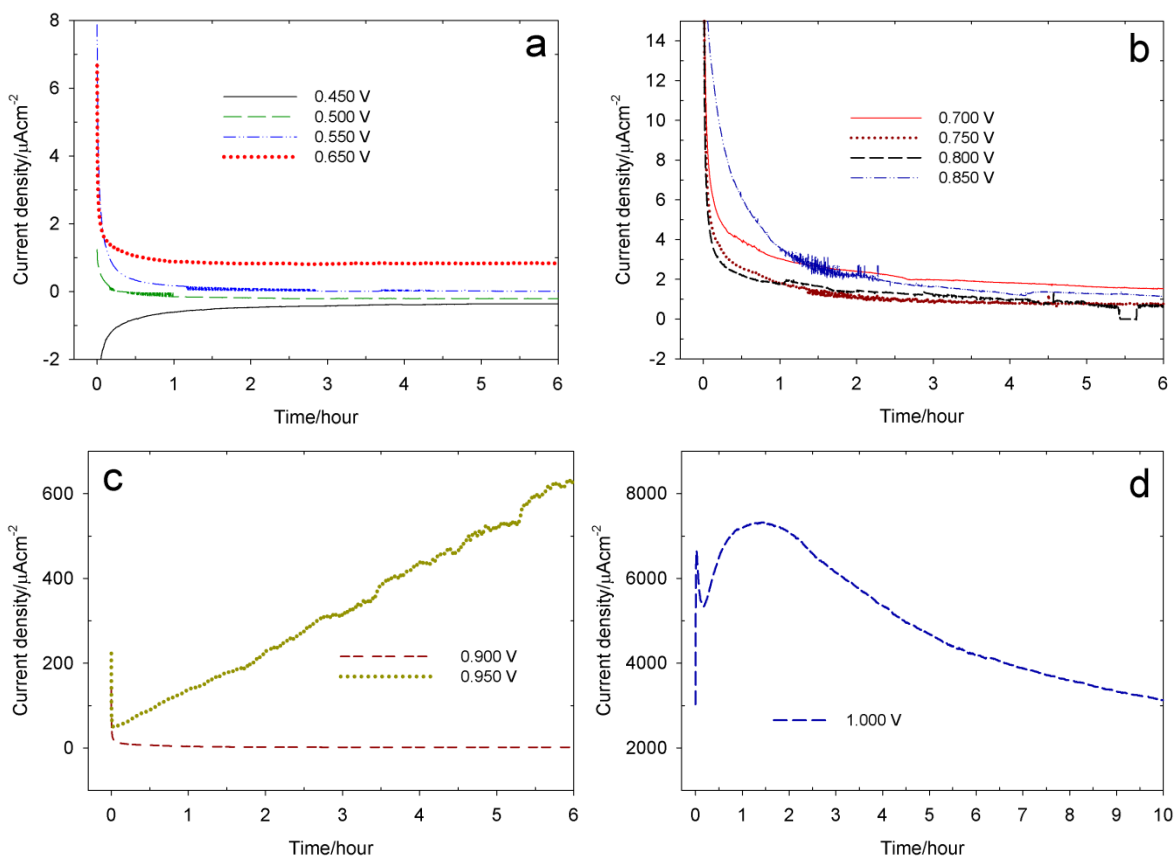 a
8
6
4
2
0
-2
Current density/µAcm-2
0.450 V
0.500 V
0.550 V
0.650 V
0 1 2 3 4 5 6
Time/hour
b
14
12
10
8
6
4
2
0
-2
Current density/µAcm-2
0.700 V
0.750 V
0.800 V
0.850 V
0 1 2 3 4 5 6
Time/hour
c
600
400
200
0
Current density/µAcm-2
0.900 V
0.950 V
0 1 2 3 4 5 6
Time/hour
d
8000
6000
4000
2000
Current density/µAcm-2
1.000 V
0 1 2 3 4 5 6 7 8 9 10
Time/hour